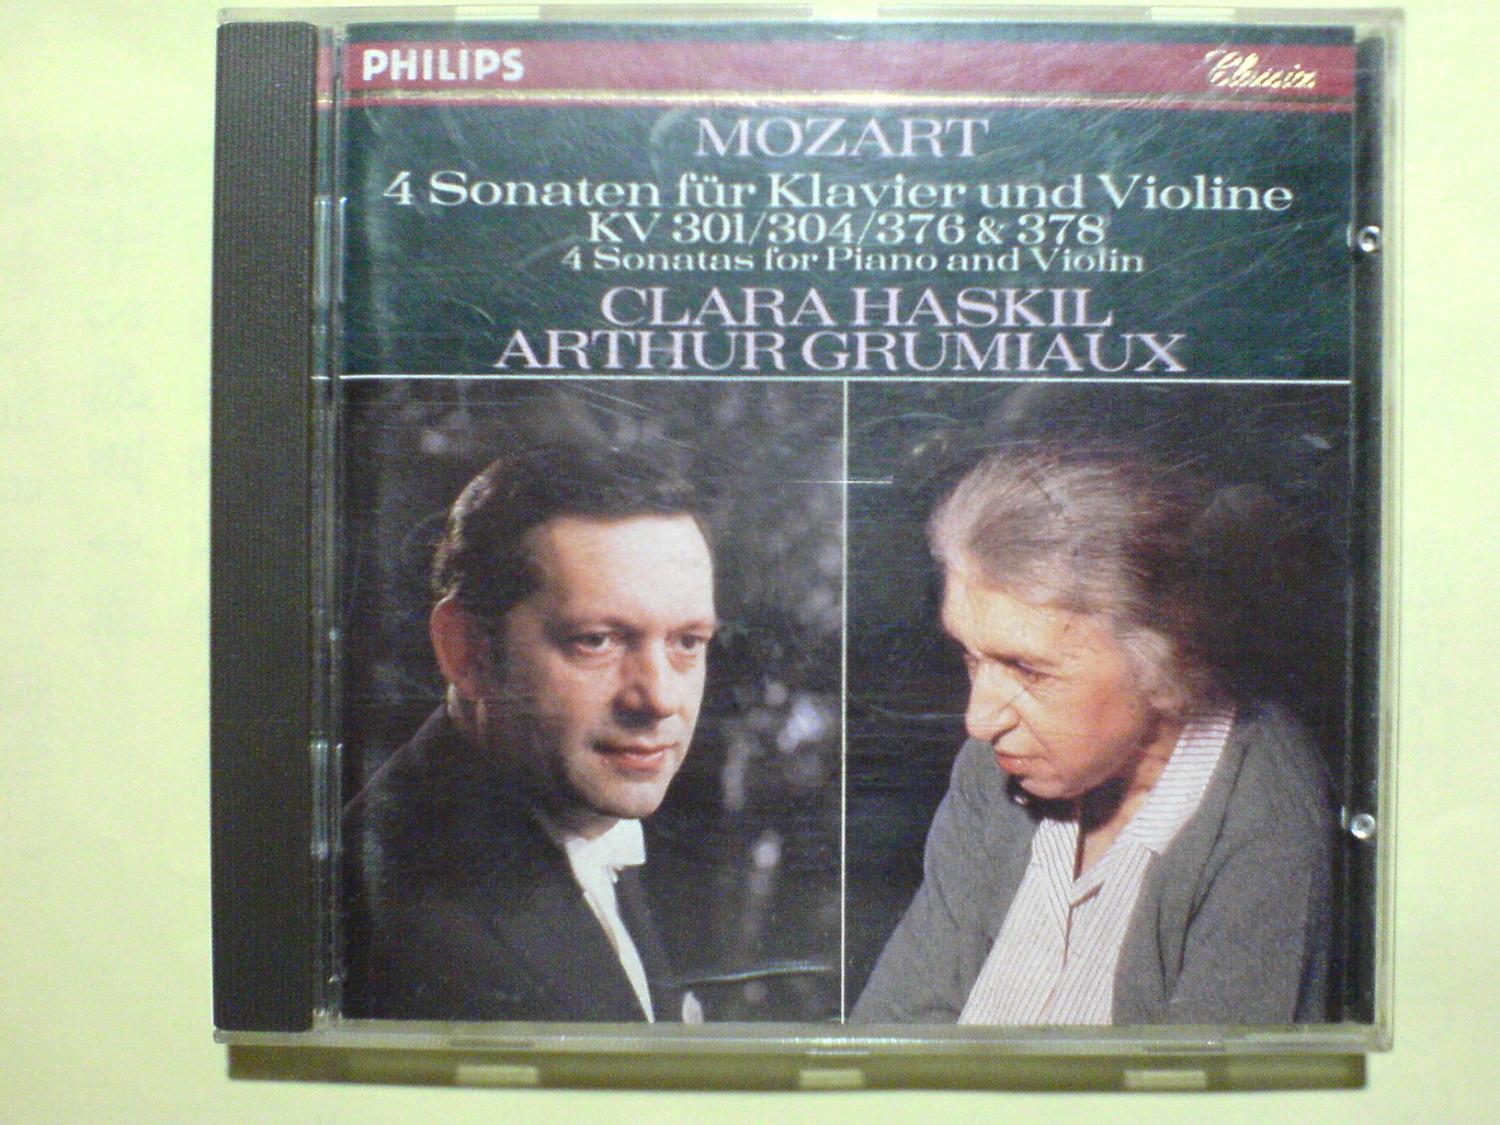 PHILIPS
Classics
MOZART
4 Sonaten für Klavier und Violine
KV 301/304/376 & 378
4 Sonatas for Piano and Violin
CLARA HASKIL
ARTHUR GRUMIAUX